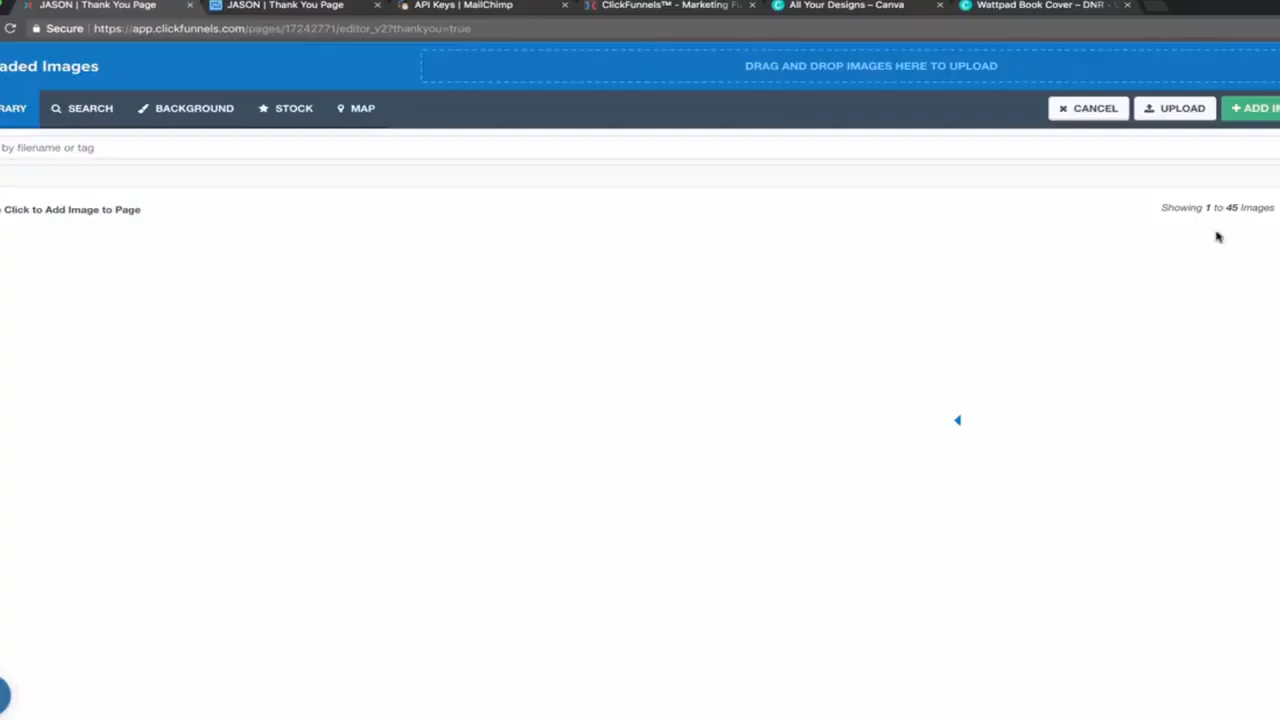 JASON | Thank You Page JASON | Thank You Page API Keys | MailChimp ClickFunnels™ - Marketing Fu All Your Designs – Canva Wattpad Book Cover – DNR -
Secure https://app.clickfunnels.com/pages/17242771/editor_v2?thankyou=true
aded Images DRAG AND DROP IMAGES HERE TO UPLOAD
RARY SEARCH BACKGROUND STOCK MAP CANCEL UPLOAD + ADD IM
by filename or tag
Click to Add Image to Page Showing 1 to 45 Images